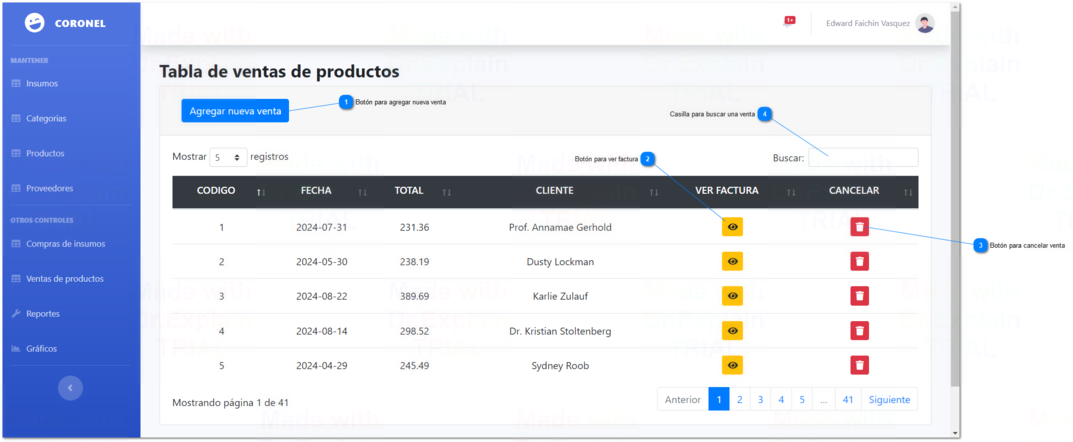 CORONEL
1+
Edward Faichin Vasquez
MANTENER
Insumos
Categorias
Productos
Proveedores
OTROS CONTROLES
Compras de insumos
Ventas de productos
Reportes
Gráficos
Tabla de ventas de productos
Agregar nueva venta
1 Botón para agregar nueva venta
Casilla para buscar una venta 4
Mostrar 5 registros
Botón para ver factura 2
Buscar:
CODIGO FECHA TOTAL CLIENTE VER FACTURA CANCELAR
1 2024-07-31 231.36 Prof. Annamae Gerhold
3 Botón para cancelar venta
2 2024-05-30 238.19 Dusty Lockman
3 2024-08-22 389.69 Karlie Zulauf
4 2024-08-14 298.52 Dr. Kristian Stoltenberg
5 2024-04-29 245.49 Sydney Roob
Mostrando página 1 de 41
Anterior 1 2 3 4 5 ... 41 Siguiente
Made with
Dr.Explain
TRIAL